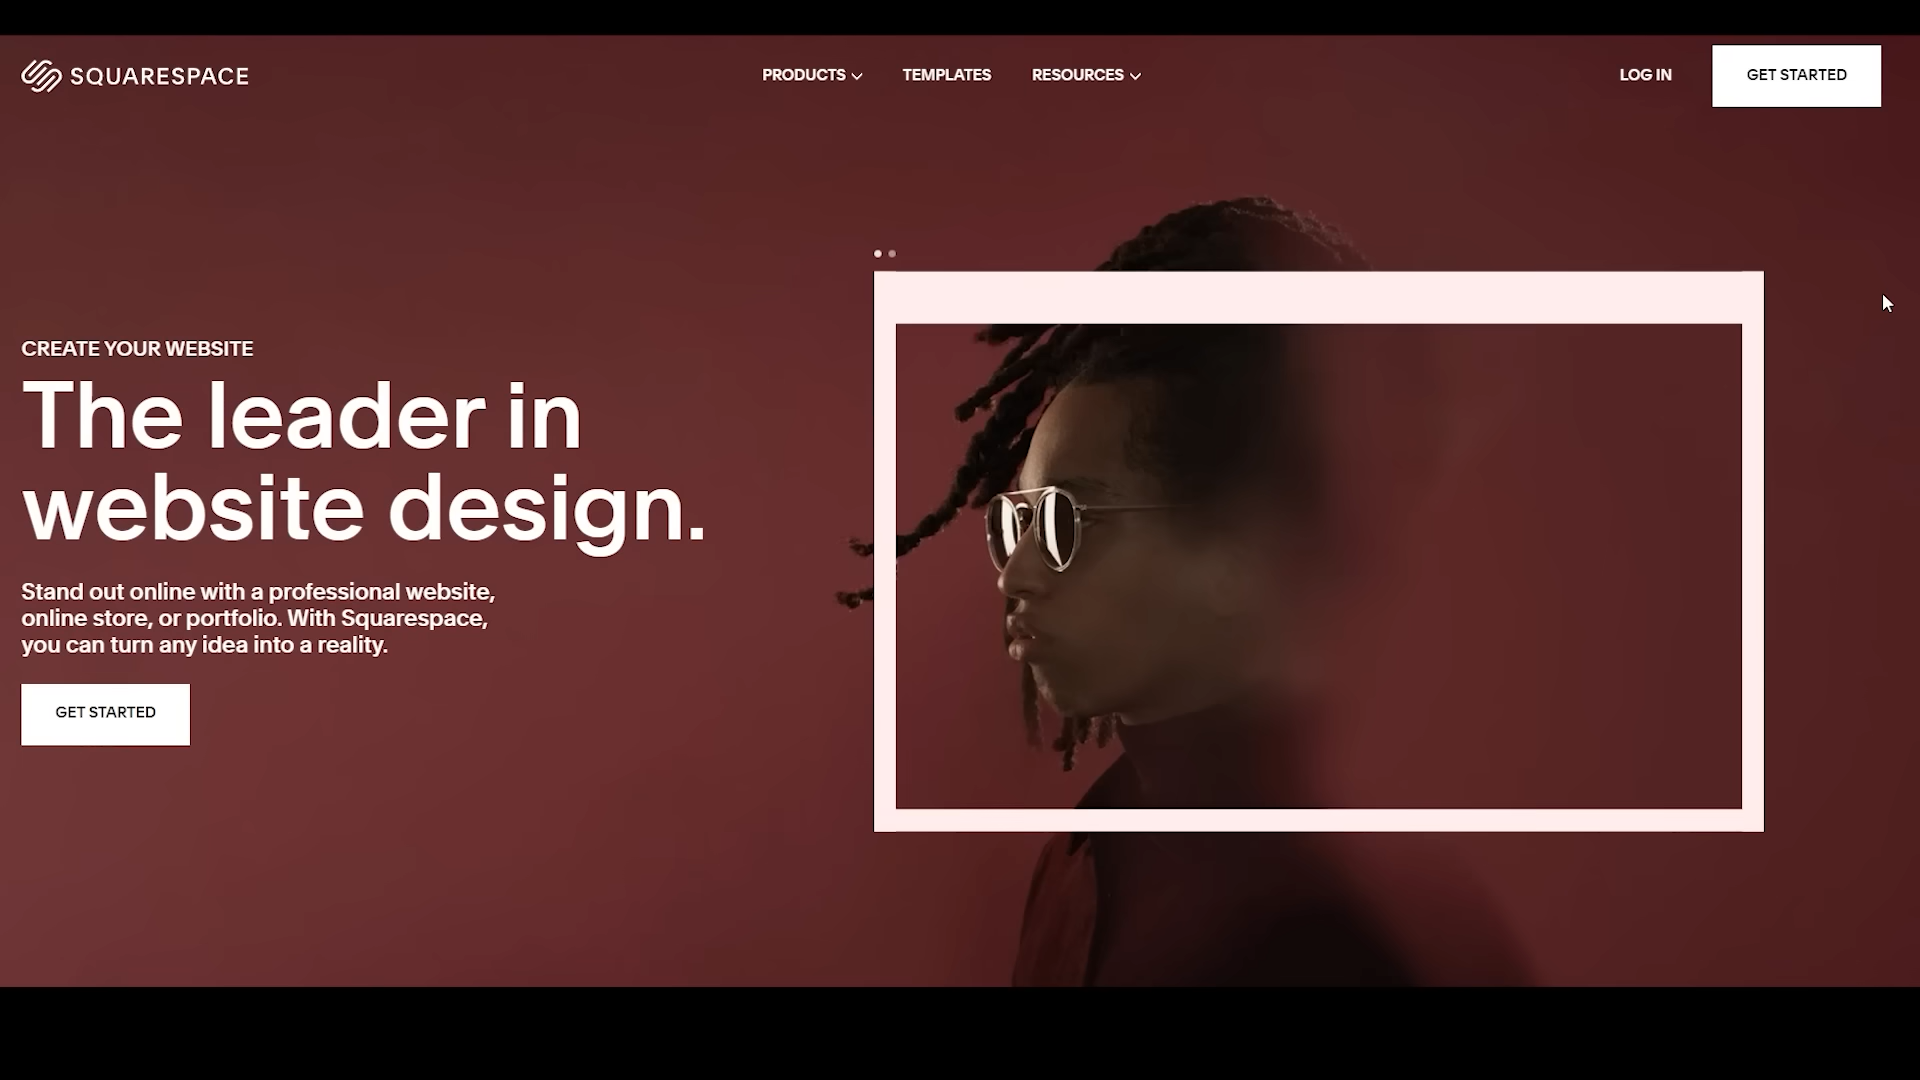 SQUARESPACE
PRODUCTS
TEMPLATES
RESOURCES
LOG IN
GET STARTED
CREATE YOUR WEBSITE
The leader in
website design.
Stand out online with a professional website,
online store, or portfolio. With Squarespace,
you can turn any idea into a reality.
GET STARTED